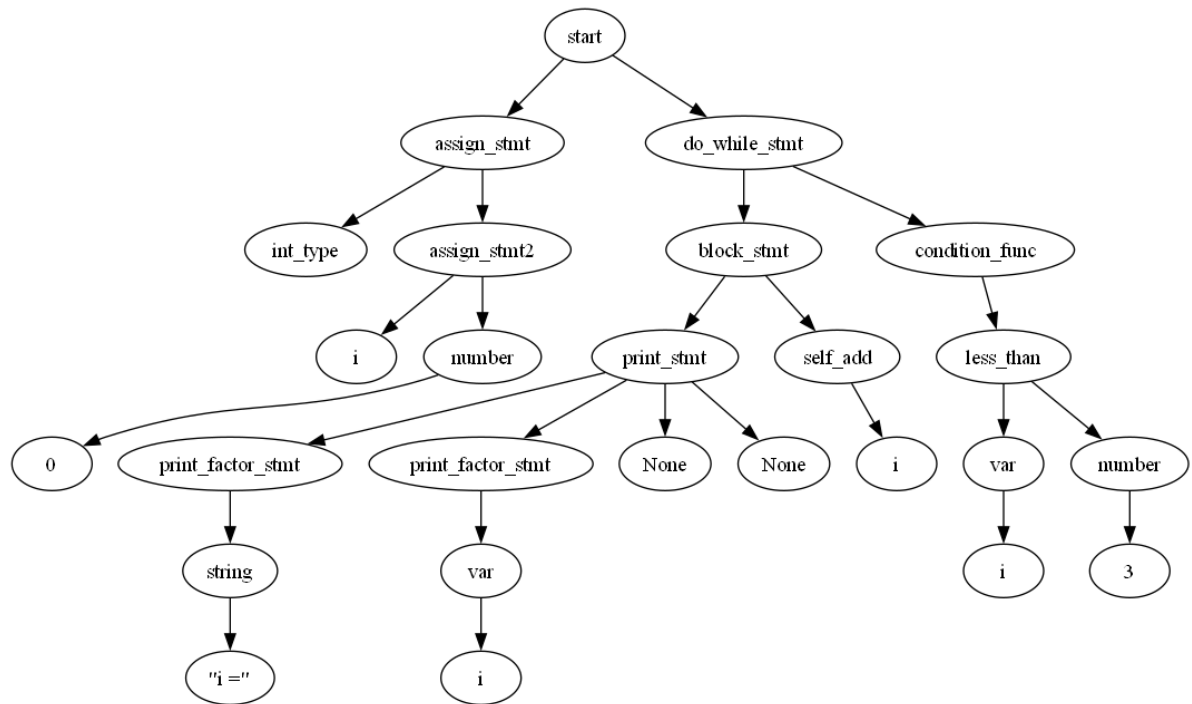 start
assign_stmt
do_while_stmt
int_type
assign_stmt2
block_stmt
condition_func
i
number
print_stmt
self_add
less_than
0
print_factor_stmt
print_factor_stmt
None
None
i
var
number
string
var
i
3
"i ="
i